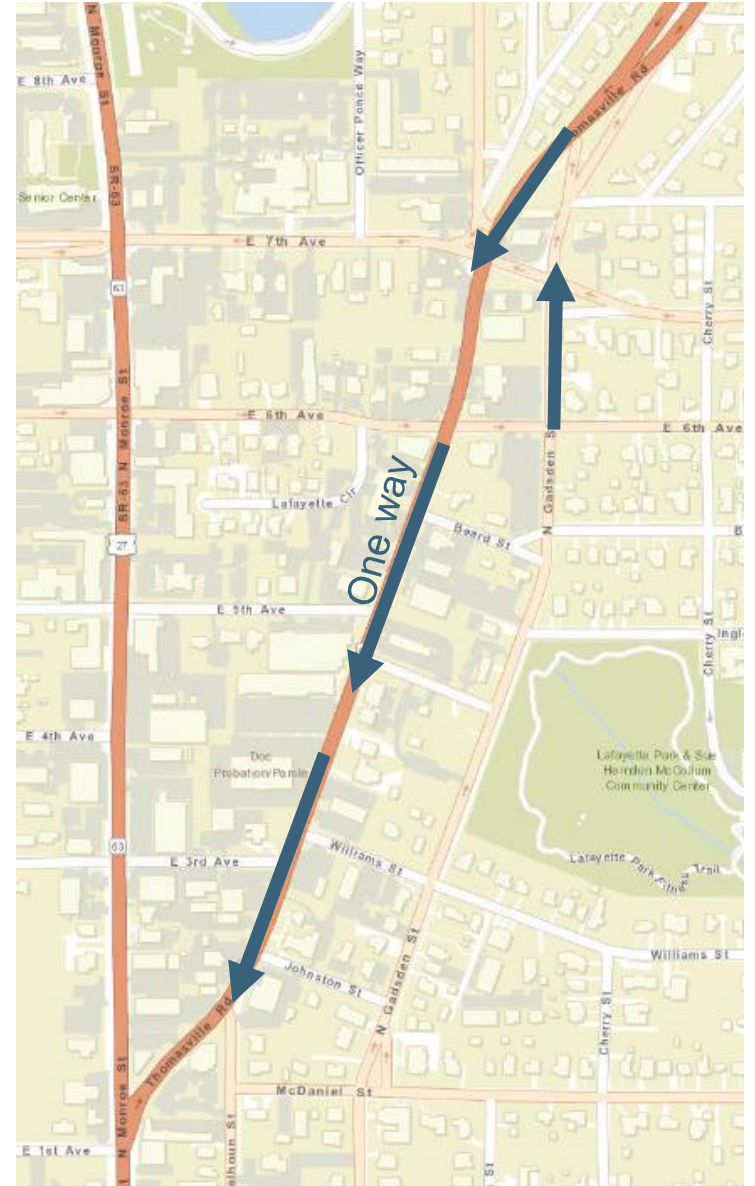 N Monroe St
E 8th Ave
Officer Ponce Way
Thomasville Rd
SR-63
Senior Center
E 7th Ave
63
Cherry St
E 6th Ave
E 6th Ave
SR-63 N Monroe St
N Gadsden St
One way
Lafayette Cir
Beard St
B
27
E 5th Ave
Cherry St
Ingl
E 4th Ave
Doc
Probation/Parole
Lafayette Park & Sue
Herndon McCollum
Community Center
63
E 3rd Ave
Williams St
Lafayette Park Fitness Trail
Williams St
Johnston St
N Gadsden St
Thomasville Rd
Cherry St
McDaniel St
N Monroe St
E 1st Ave
alhoun St
St